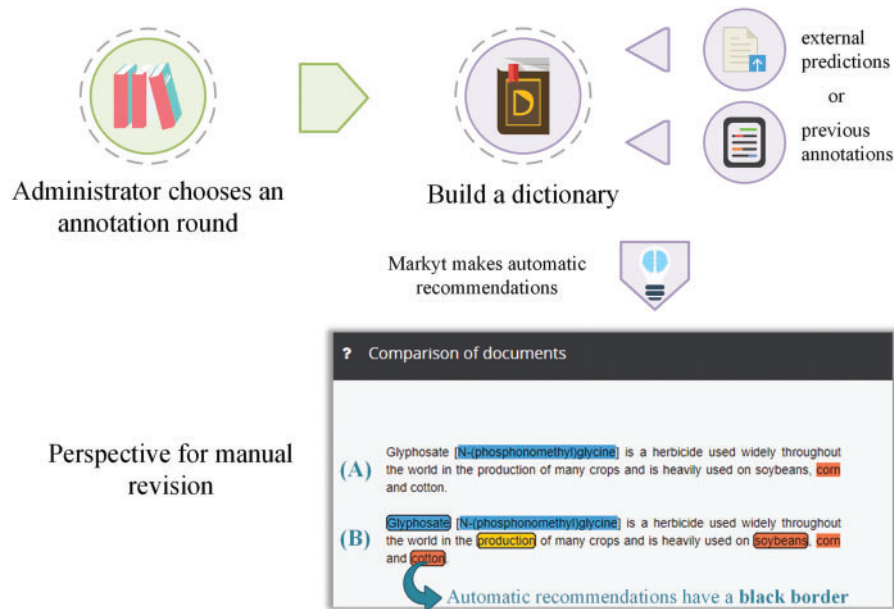 external
predictions
or
previous
annotations
Administrator chooses an
annotation round
D
Build a dictionary
Markyt makes automatic
recommendations
? Comparison of documents
Perspective for manual
revision
(A) Glyphosate [N-(phosphonomethyl)glycine] is a herbicide used widely throughout
the world in the production of many crops and is heavily used on soybeans, corn
and cotton.
(B) Glyphosate [N-(phosphonomethyl)glycine] is a herbicide used widely throughout
the world in the production of many crops and is heavily used on soybeans, corn
and cotton.
Automatic recommendations have a black border